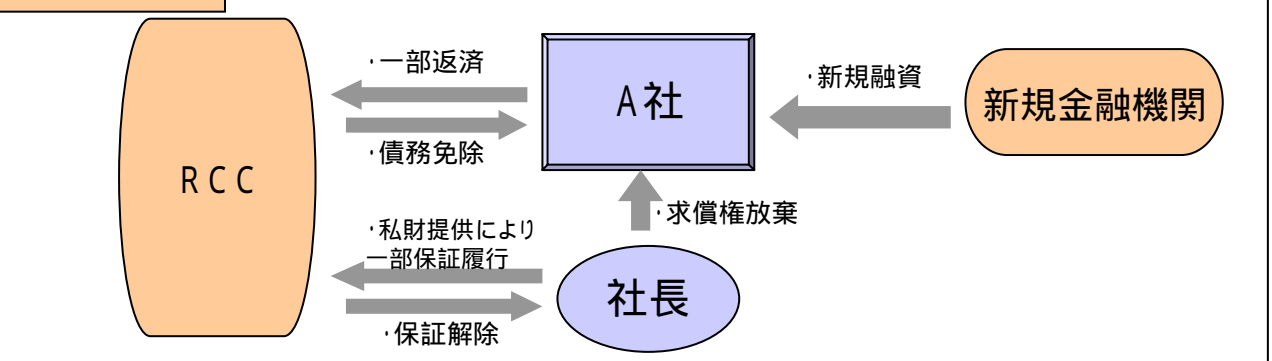 ・一部返済
A社
・新規融資
新規金融機関
・債務免除
RCC
・求償権放棄
・私財提供により
一部保証履行
社長
・保証解除